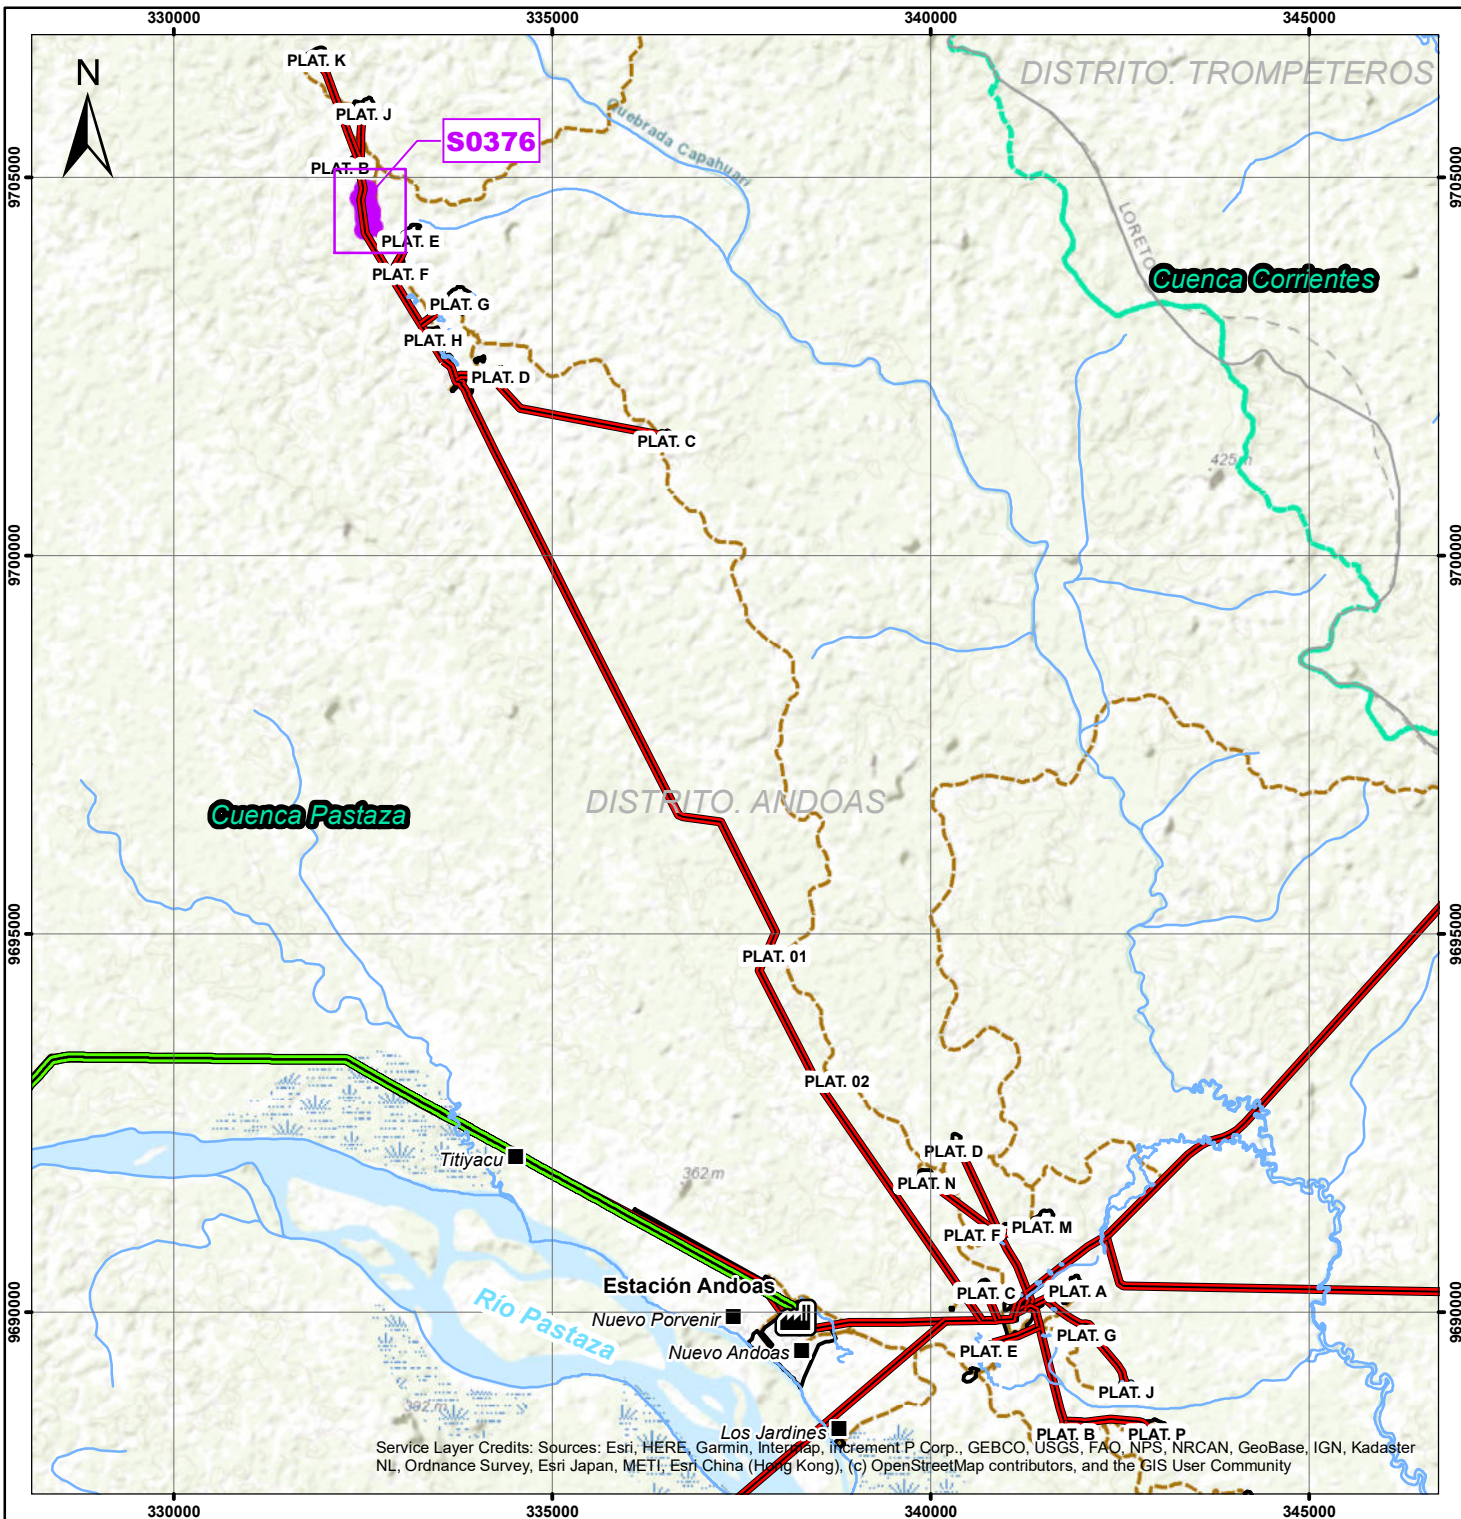 330000
335000
340000
345000
N
PLAT. K
DISTRITO. TROMPETEROS
PLAT. J
Quebrada Capahuari
S0376
PLAT. B
9705000
9705000
LORETO
PLAT. E
PLAT. F
Cuenca Corrientes
PLAT. G
PLAT. H
PLAT. D
PLAT. C
425 m
9700000
9700000
DISTRITO. ANDOAS
Cuenca Pastaza
9695000
9695000
PLAT. 01
PLAT. 02
PLAT. D
Titiyacu
362 m
PLAT. N
PLAT. M
PLAT. F
Estación Andoas
PLAT. C
PLAT. A
Río Pastaza
Nuevo Porvenir
9690000
9690000
PLAT. G
Nuevo Andoas
PLAT. E
PLAT. J
Los Jardines
PLAT. B
PLAT. P
Service Layer Credits: Sources: Esri, HERE, Garmin, Intermap, increment P Corp., GEBCO, USGS, FAO, NPS, NRCAN, GeoBase, IGN, Kadaster
NL, Ordnance Survey, Esri Japan, METI, Esri China (Hong Kong), (c) OpenStreetMap contributors, and the GIS User Community
330000
335000
340000
345000